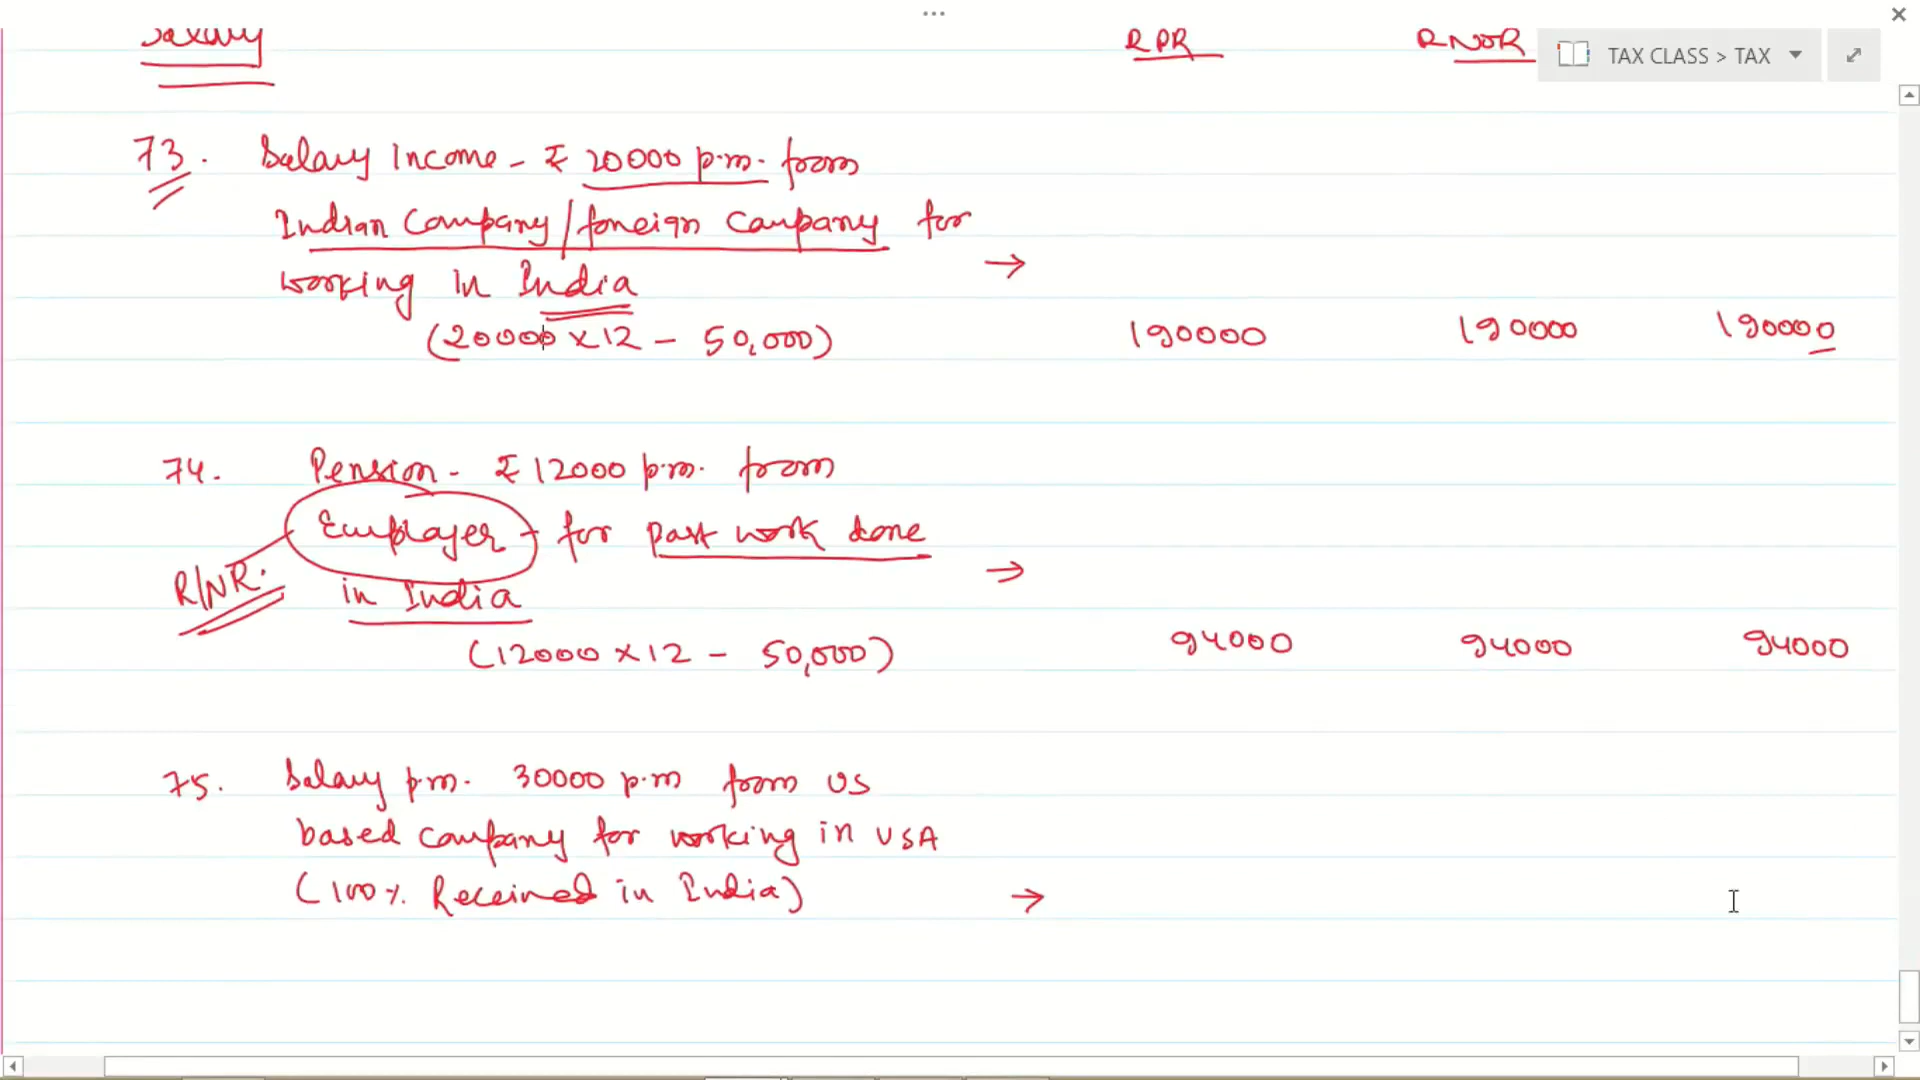 RPR RNOR TAX CLASS > TAX
73. Salary Income - ₹ 20000 p.m. from
Indian Company/foreign Company for
working in India →
(20000 x 12 - 50,000) 190000 190000 190000
74. Pension - ₹ 12000 p.m. from
Employer - for past work done →
R/NR. in India
(12000 x 12 - 50,000) 94000 94000 94000
75. Salary p.m. 30000 p.m from US
based company for working in USA
(100% Received in India) →